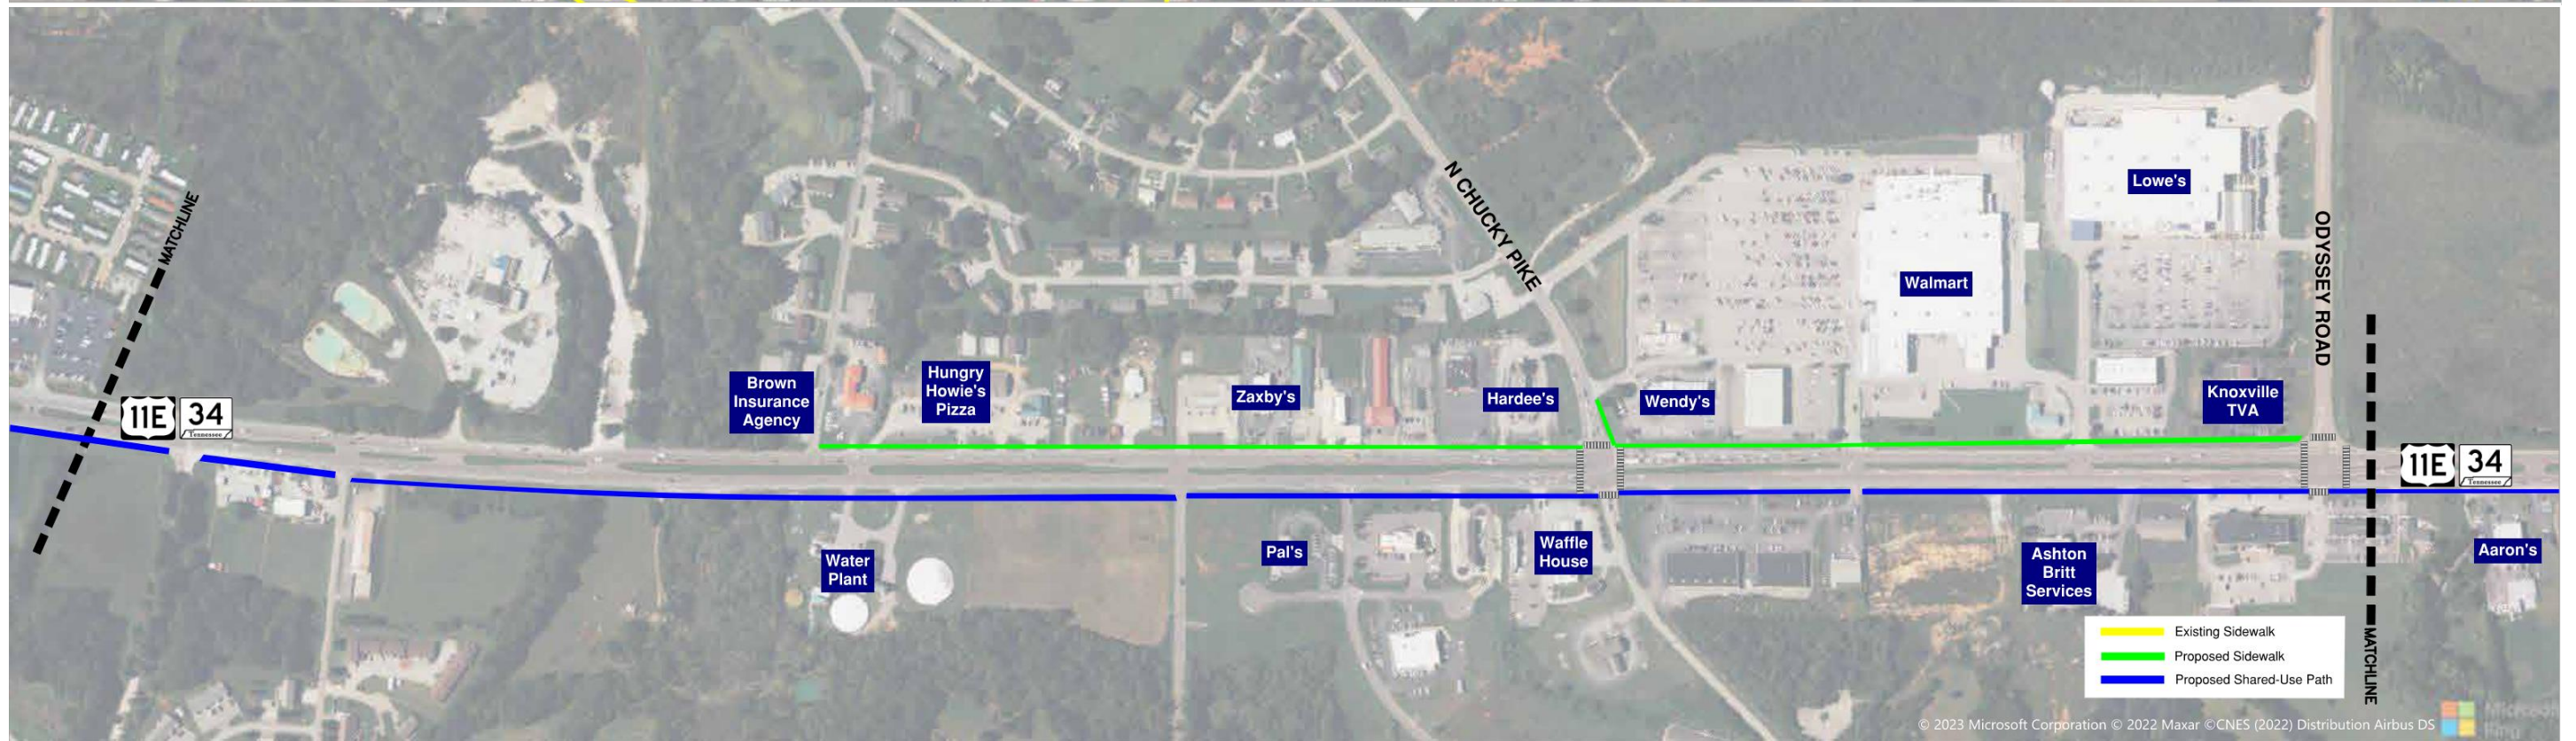 N CHUCKY PIKE
MATCHLINE
Lowe's
ODYSSEY ROAD
Walmart
Brown
Insurance
Agency
Hungry
Howie's
Pizza
Zaxby's
Hardee's
Wendy's
Knoxville
TVA
11E
34
Tennessee
11E
34
Tennessee
Water
Plant
Pal's
Waffle
House
Ashton
Britt
Services
Aaron's
Existing Sidewalk
Proposed Sidewalk
Proposed Shared-Use Path
MATCHLINE
© 2023 Microsoft Corporation © 2022 Maxar ©CNES (2022) Distribution Airbus DS
Microsoft
Bing